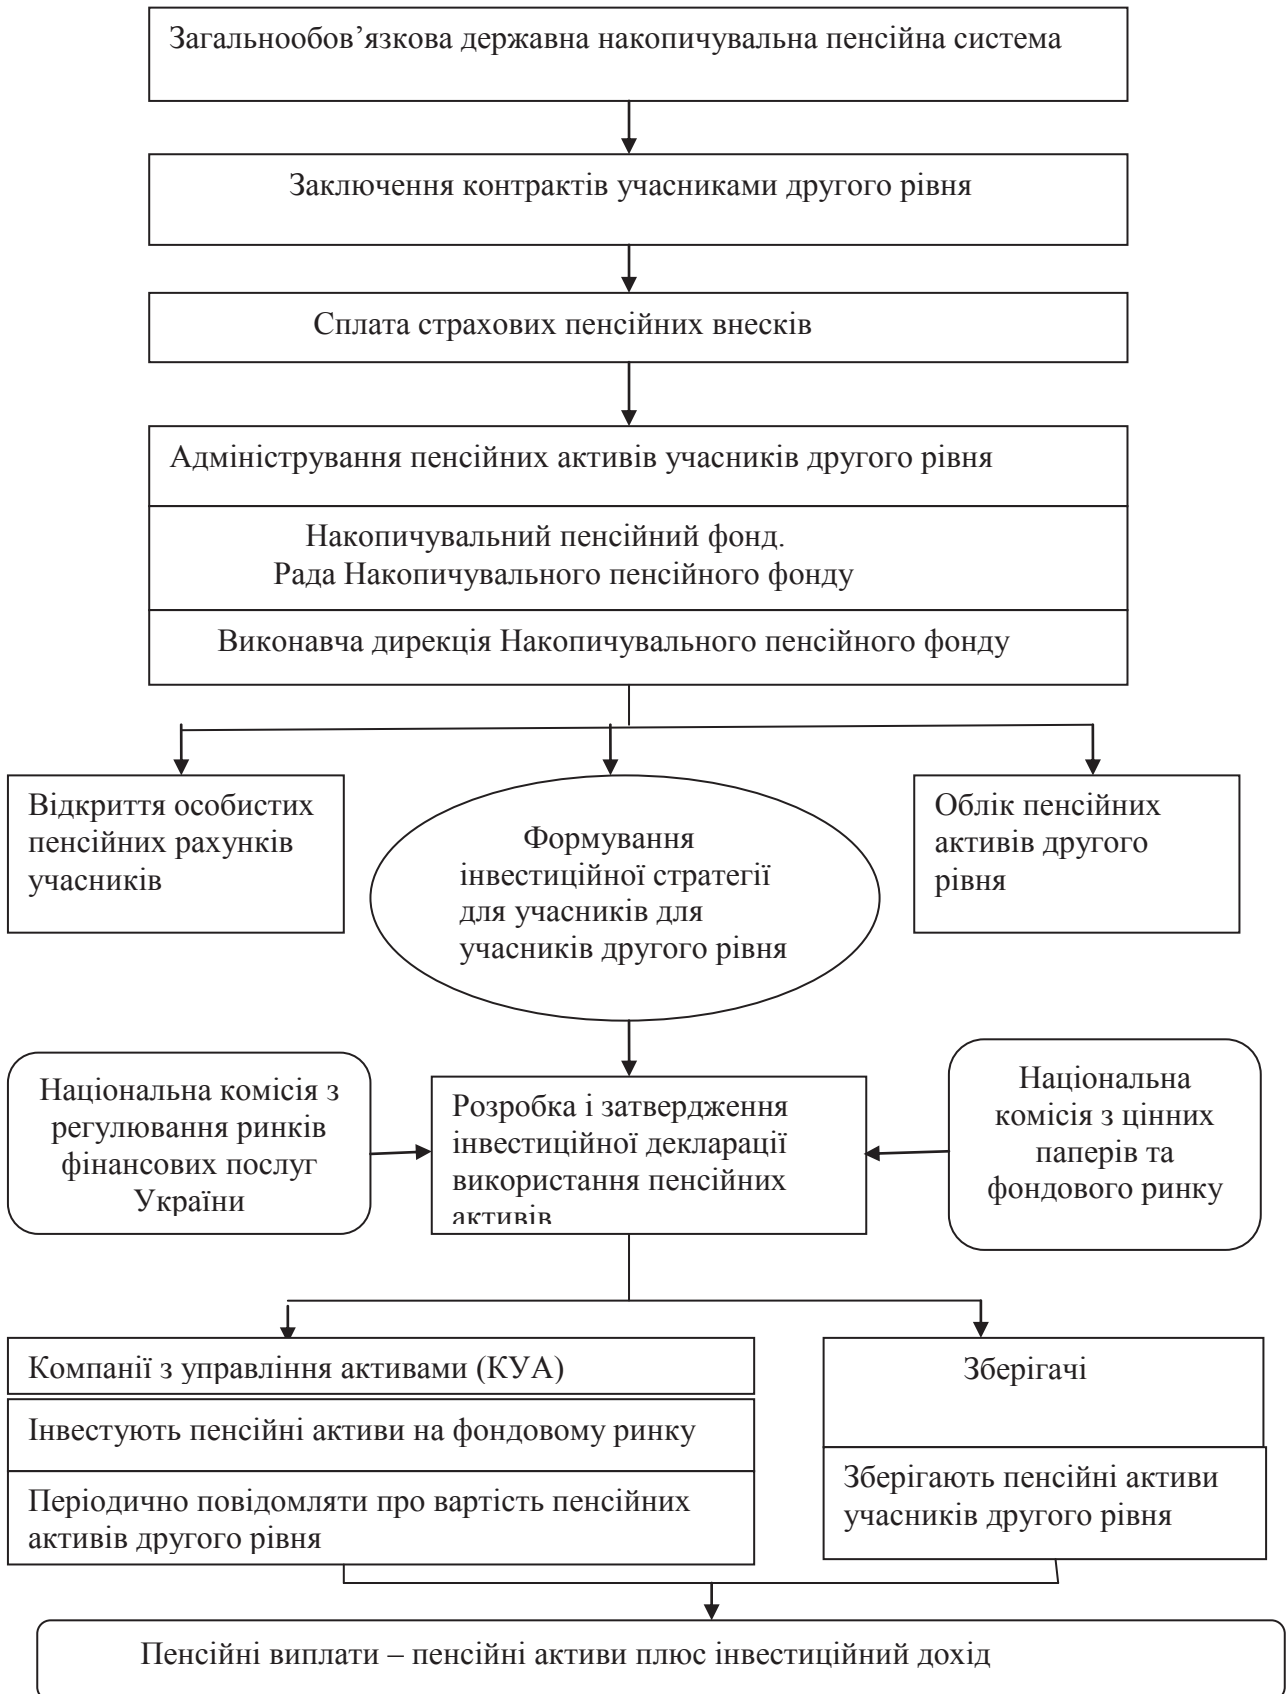 Загальнообов’язкова державна накопичувальна пенсійна система
Заключення контрактів учасниками другого рівня
Сплата страхових пенсійних внесків
Адміністрування пенсійних активів учасників другого рівня
Накопичувальний пенсійний фонд.
Рада Накопичувального пенсійного фонду
Виконавча дирекція Накопичувального пенсійного фонду
Відкриття особистих
пенсійних рахунків
учасників
Формування
інвестиційної стратегії
для учасників для
учасників другого рівня
Облік пенсійних
активів другого
рівня
Національна комісія з
регулювання ринків
фінансових послуг
України
Розробка і затвердження
інвестиційної декларації
використання пенсійних
активів
Національна
комісія з цінних
паперів та
фондового ринку
Компанії з управління активами (КУА)
Інвестують пенсійні активи на фондовому ринку
Періодично повідомляти про вартість пенсійних
активів другого рівня
Зберігачі
Зберігають пенсійні активи
учасників другого рівня
Пенсійні виплати – пенсійні активи плюс інвестиційний дохід